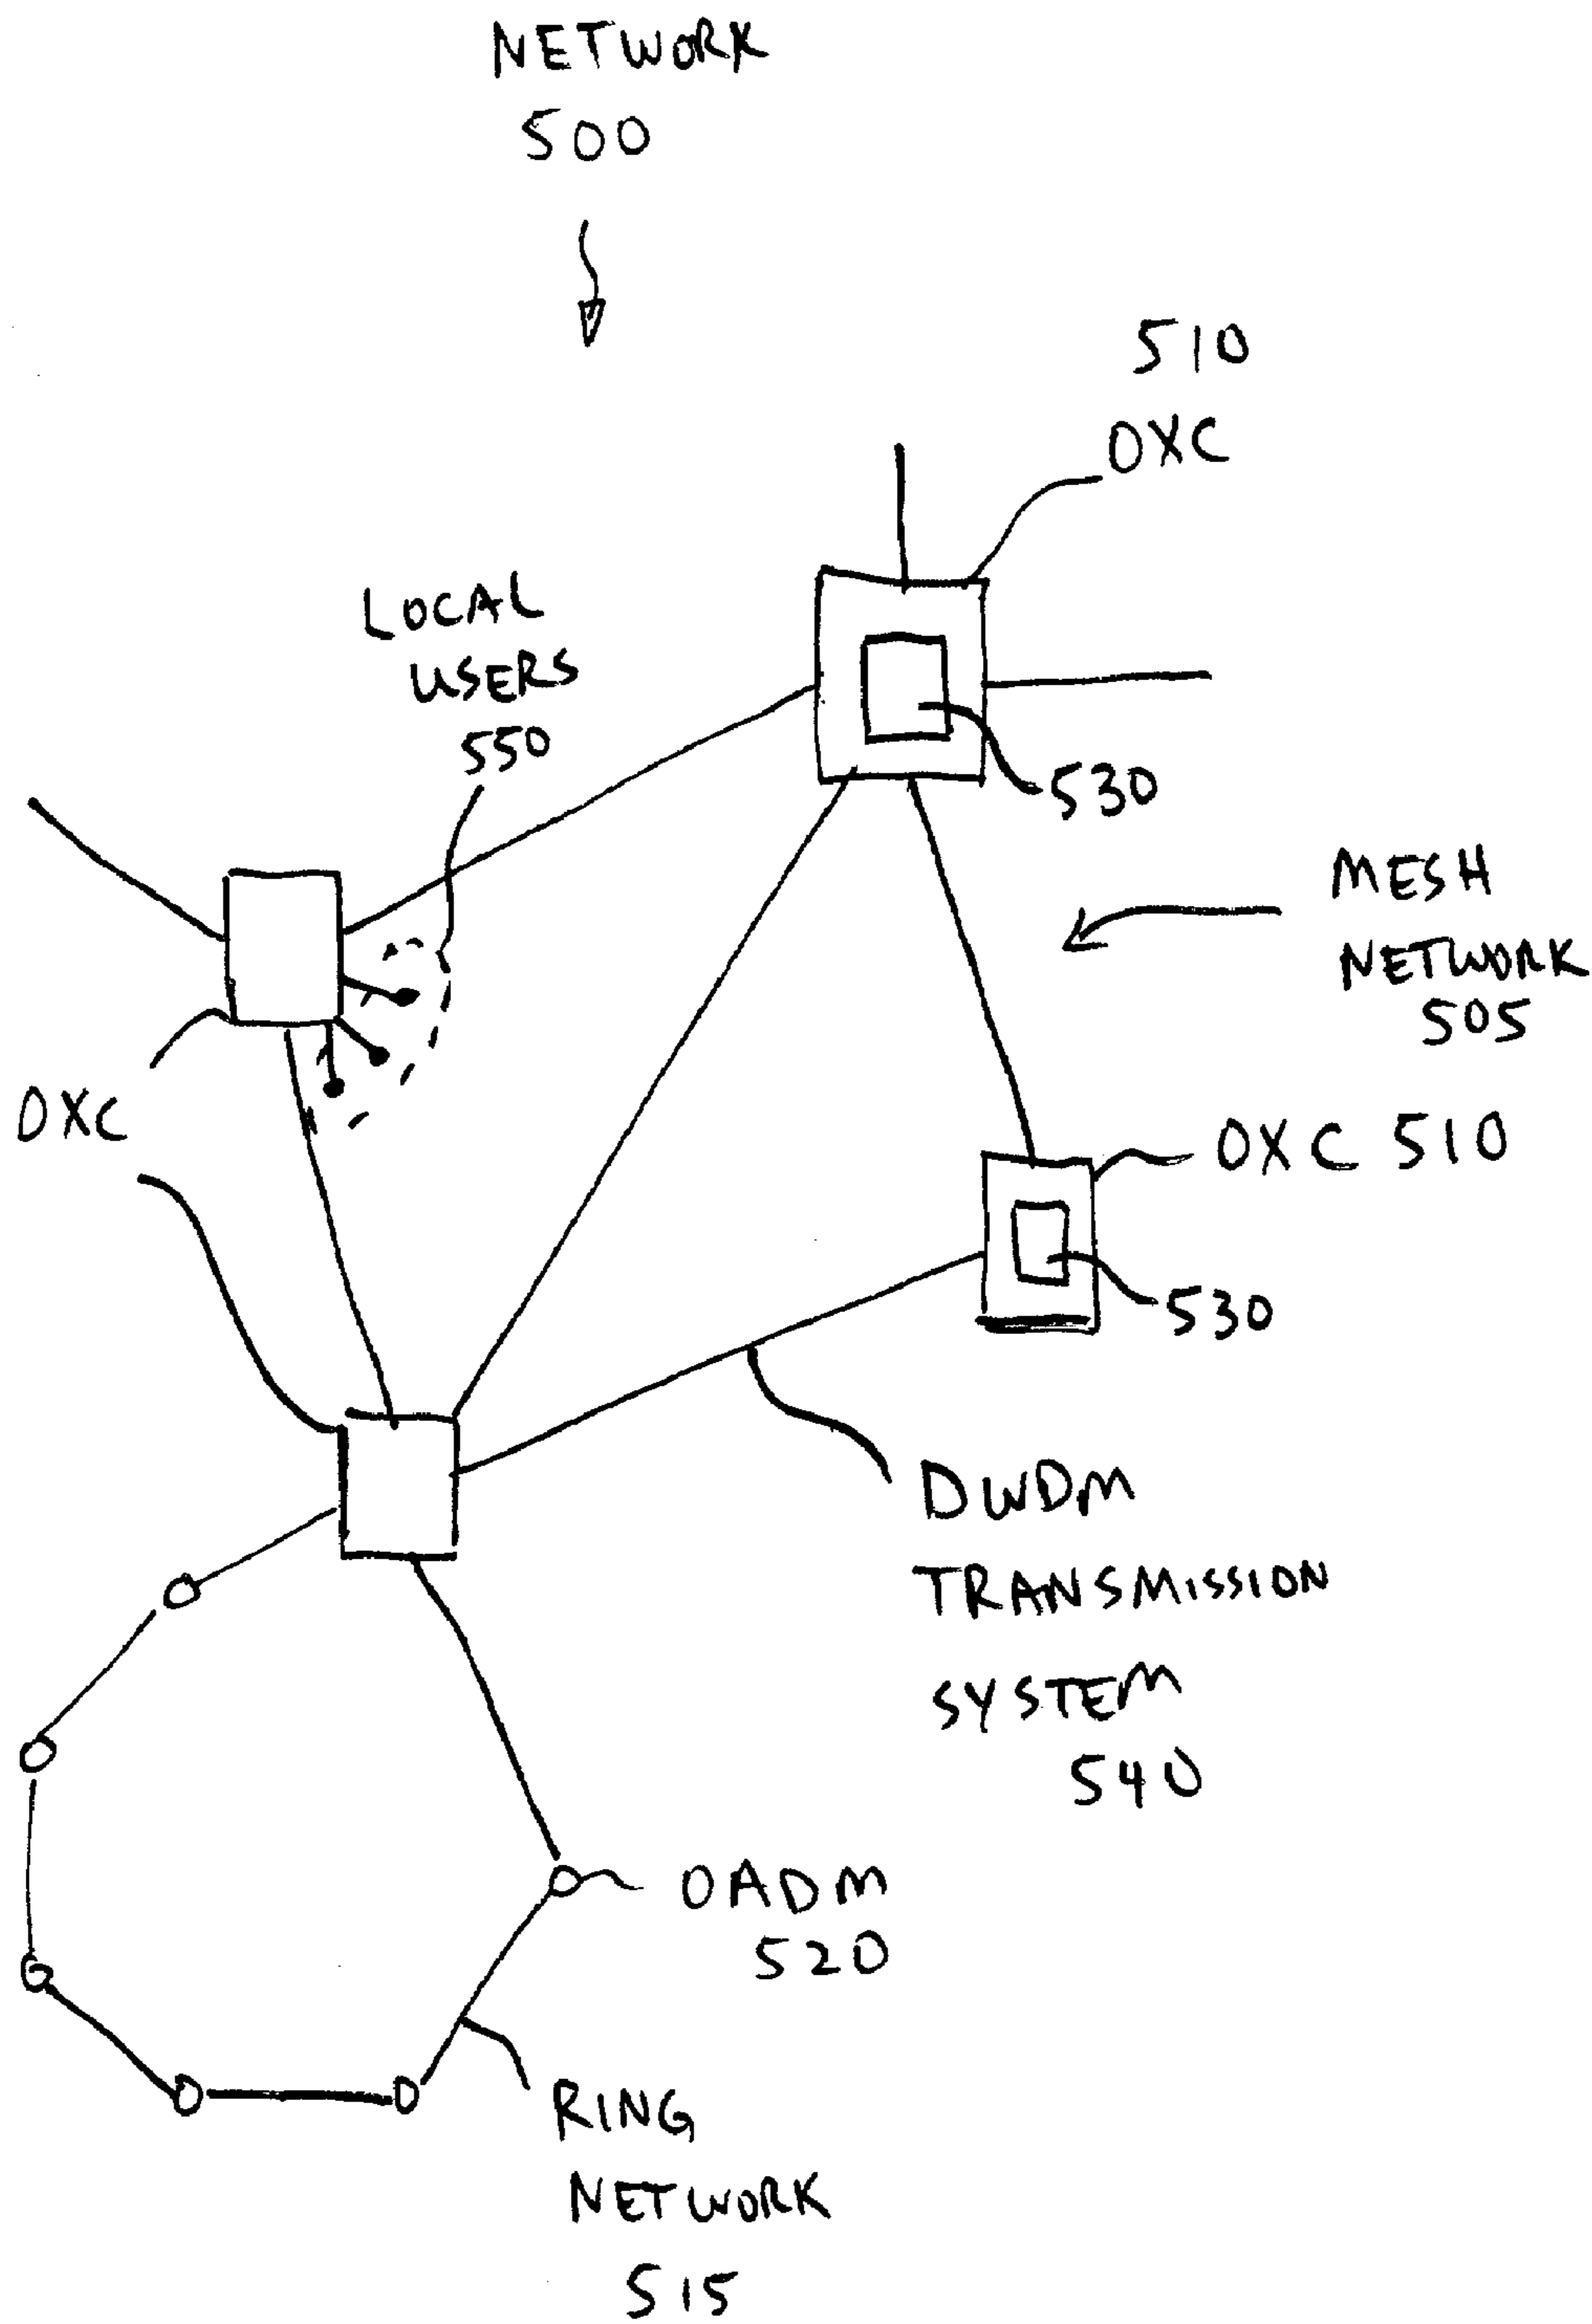 NETWORK
500
510
OXC
LOCAL
USERS
550
530
MESH
NETWORK
505
OXC
OXC 510
530
DWDM
TRANSMISSION
SYSTEM
540
OADM
520
RING
NETWORK
515